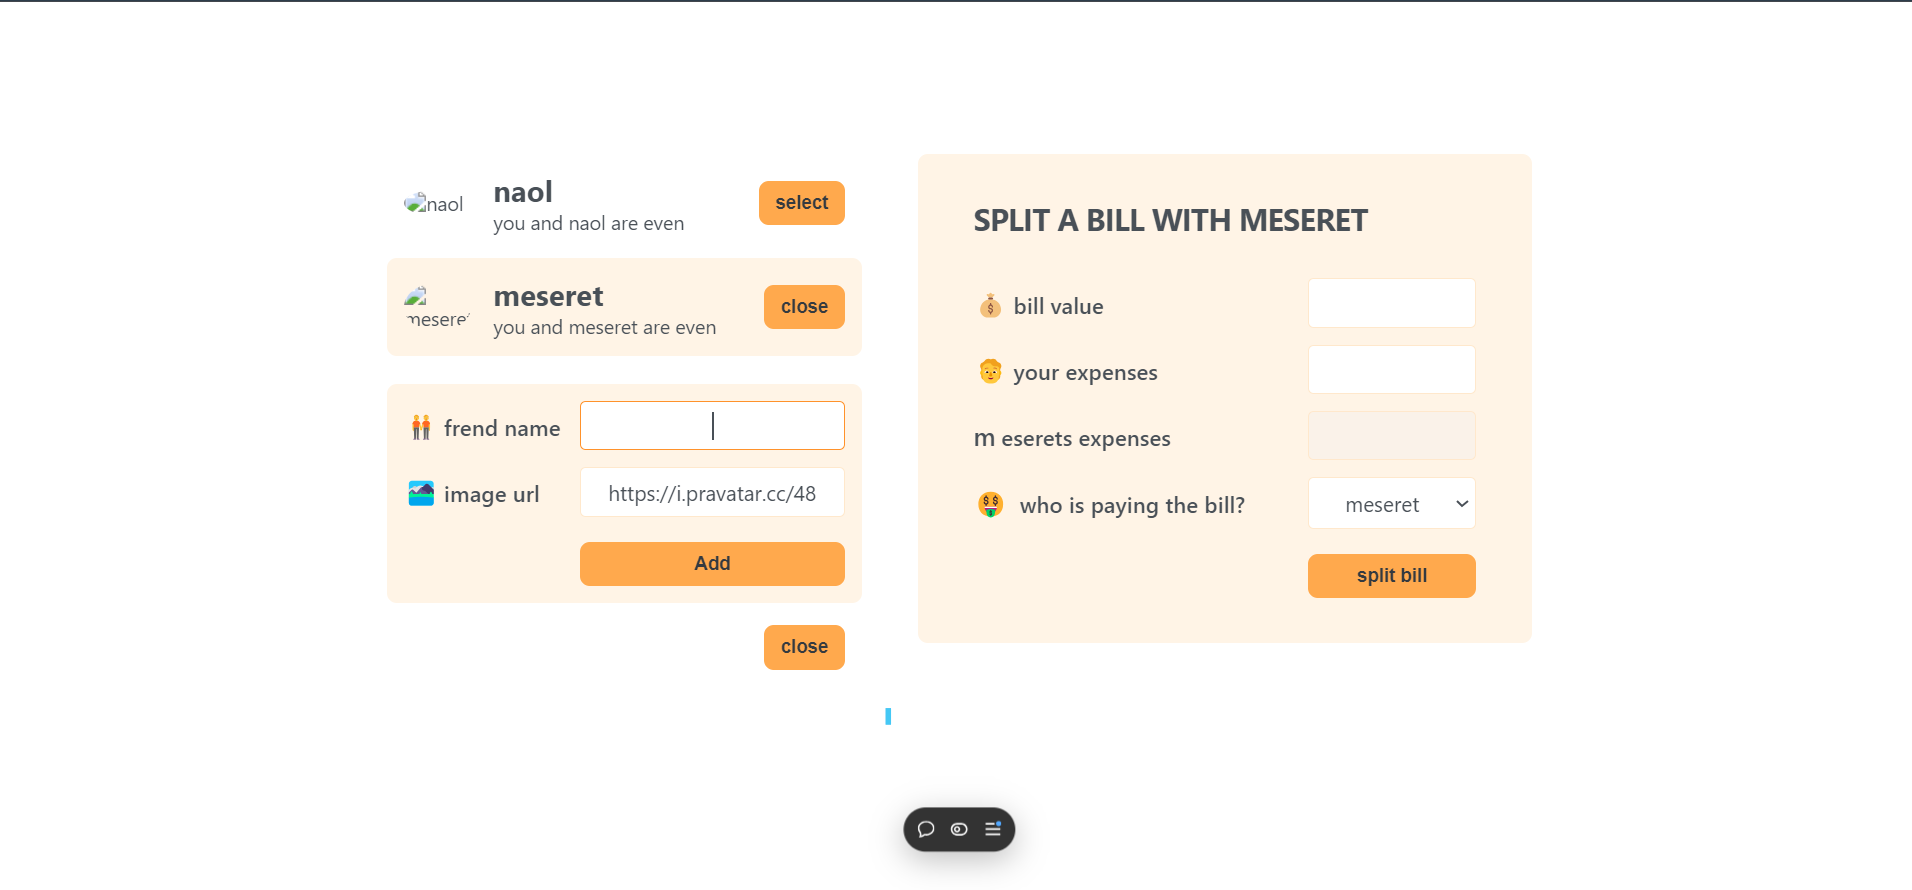 naol
naol
you and naol are even
select
meseret
meseret
you and meseret are even
close
frend name
image url
https://i.pravatar.cc/48
Add
close
SPLIT A BILL WITH MESERET
bill value
your expenses
m eserets expenses
who is paying the bill?
meseret
split bill